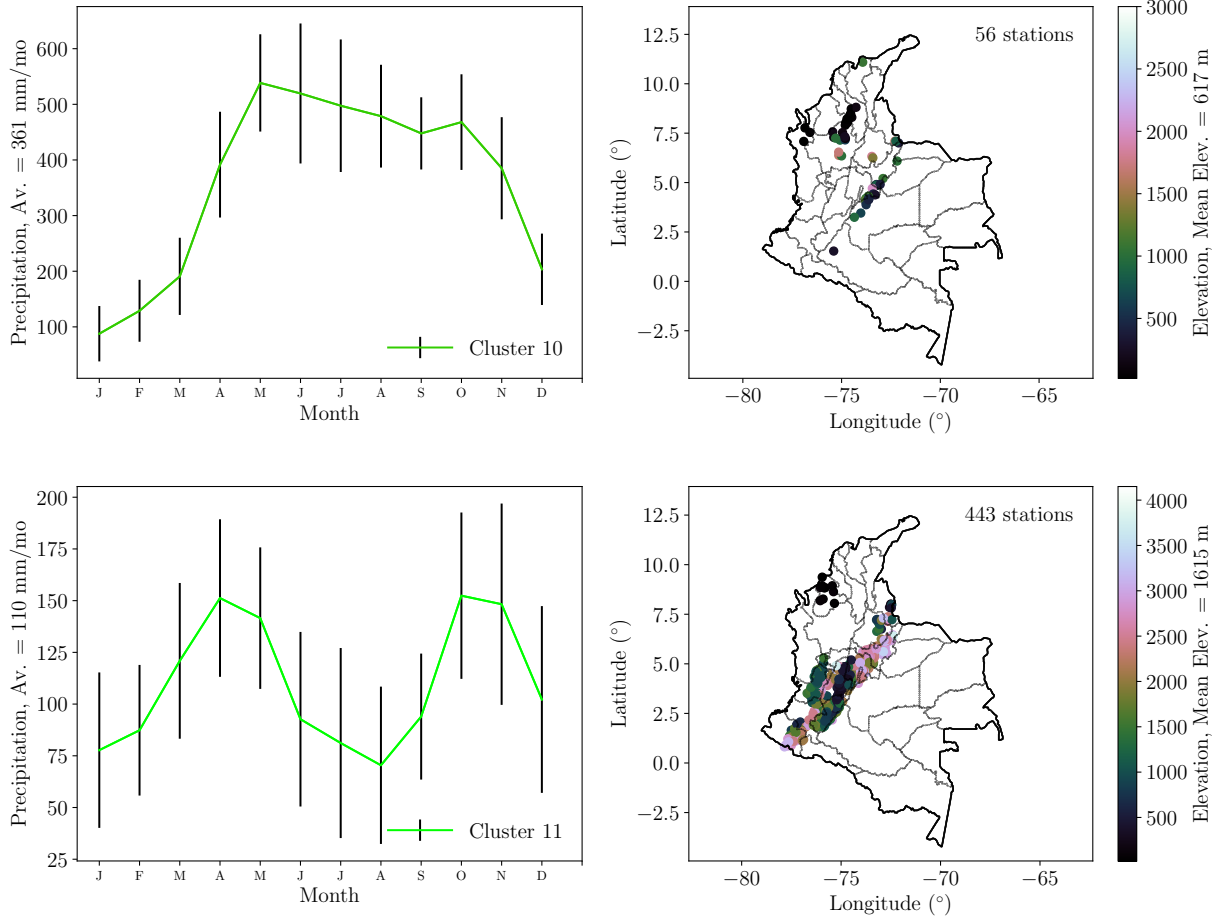 Precipitation, Av. = 361 mm/mo
600
500
400
300
200
100
J F M A M J J A S O N D
Month
Cluster 10
56 stations
Latitude (°)
12.5
10.0
7.5
5.0
2.5
0.0
−2.5
−80 −75 −70 −65
Longitude (°)
3000
2500
2000
1500
1000
500
Elevation, Mean Elev. = 617 m
Precipitation, Av. = 110 mm/mo
200
175
150
125
100
75
50
25
J F M A M J J A S O N D
Month
Cluster 11
443 stations
Latitude (°)
12.5
10.0
7.5
5.0
2.5
0.0
−2.5
−80 −75 −70 −65
Longitude (°)
4000
3500
3000
2500
2000
1500
1000
500
Elevation, Mean Elev. = 1615 m